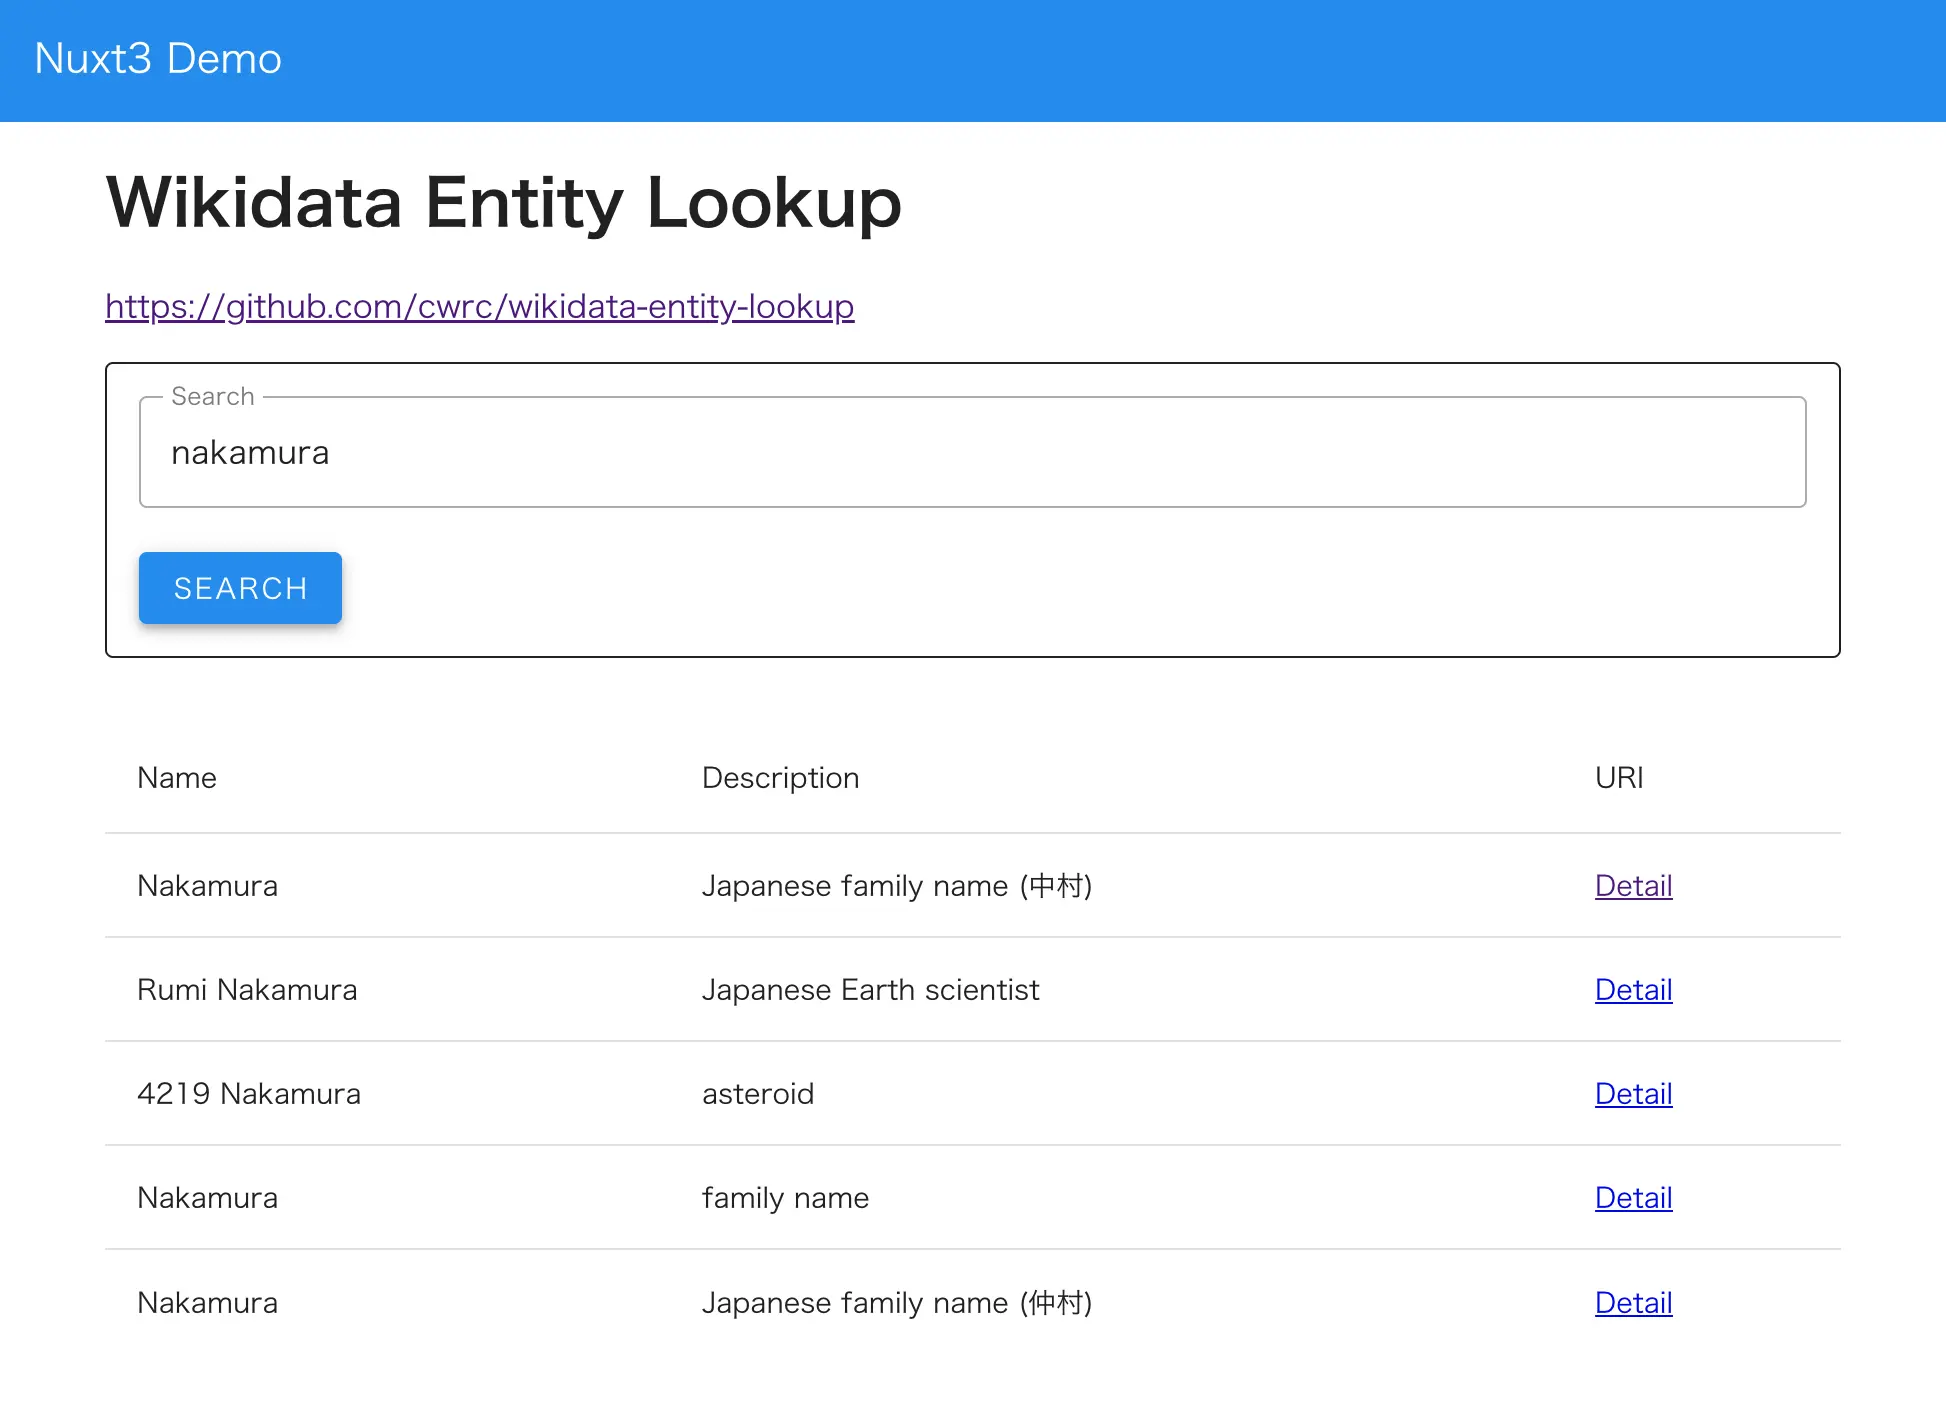 Nuxt3 Demo
Wikidata Entity Lookup
https://github.com/cwrc/wikidata-entity-lookup
Search
nakamura
SEARCH
Name Description URI
Nakamura Japanese family name (中村) Detail
Rumi Nakamura Japanese Earth scientist Detail
4219 Nakamura asteroid Detail
Nakamura family name Detail
Nakamura Japanese family name (仲村) Detail